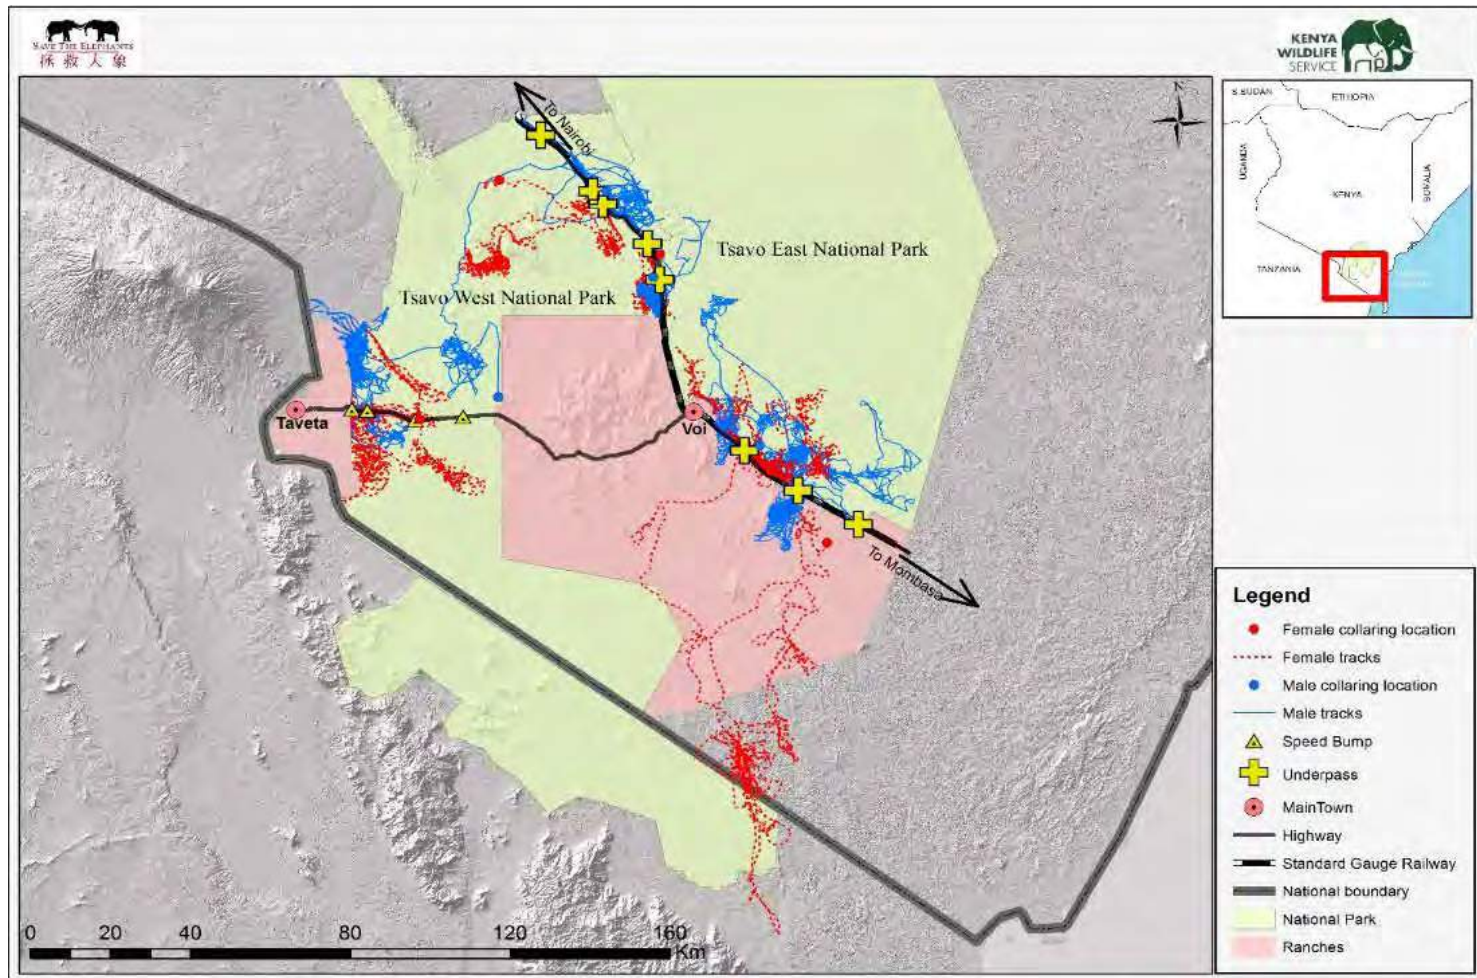 SAVE THE ELEPHANTS
拯救大象
KENYA
WILDLIFE
SERVICE
N
S.SUDAN
ETHIOPIA
UGANDA
KENYA
SOMALIA
TANZANIA
To Nairobi
Tsavo East National Park
Tsavo West National Park
Taveta
Voi
To Mombasa
0 20 40 80 120 160
Km
Legend
Female collaring location
Female tracks
Male collaring location
Male tracks
Speed Bump
Underpass
MainTown
Highway
Standard Gauge Railway
National boundary
National Park
Ranches